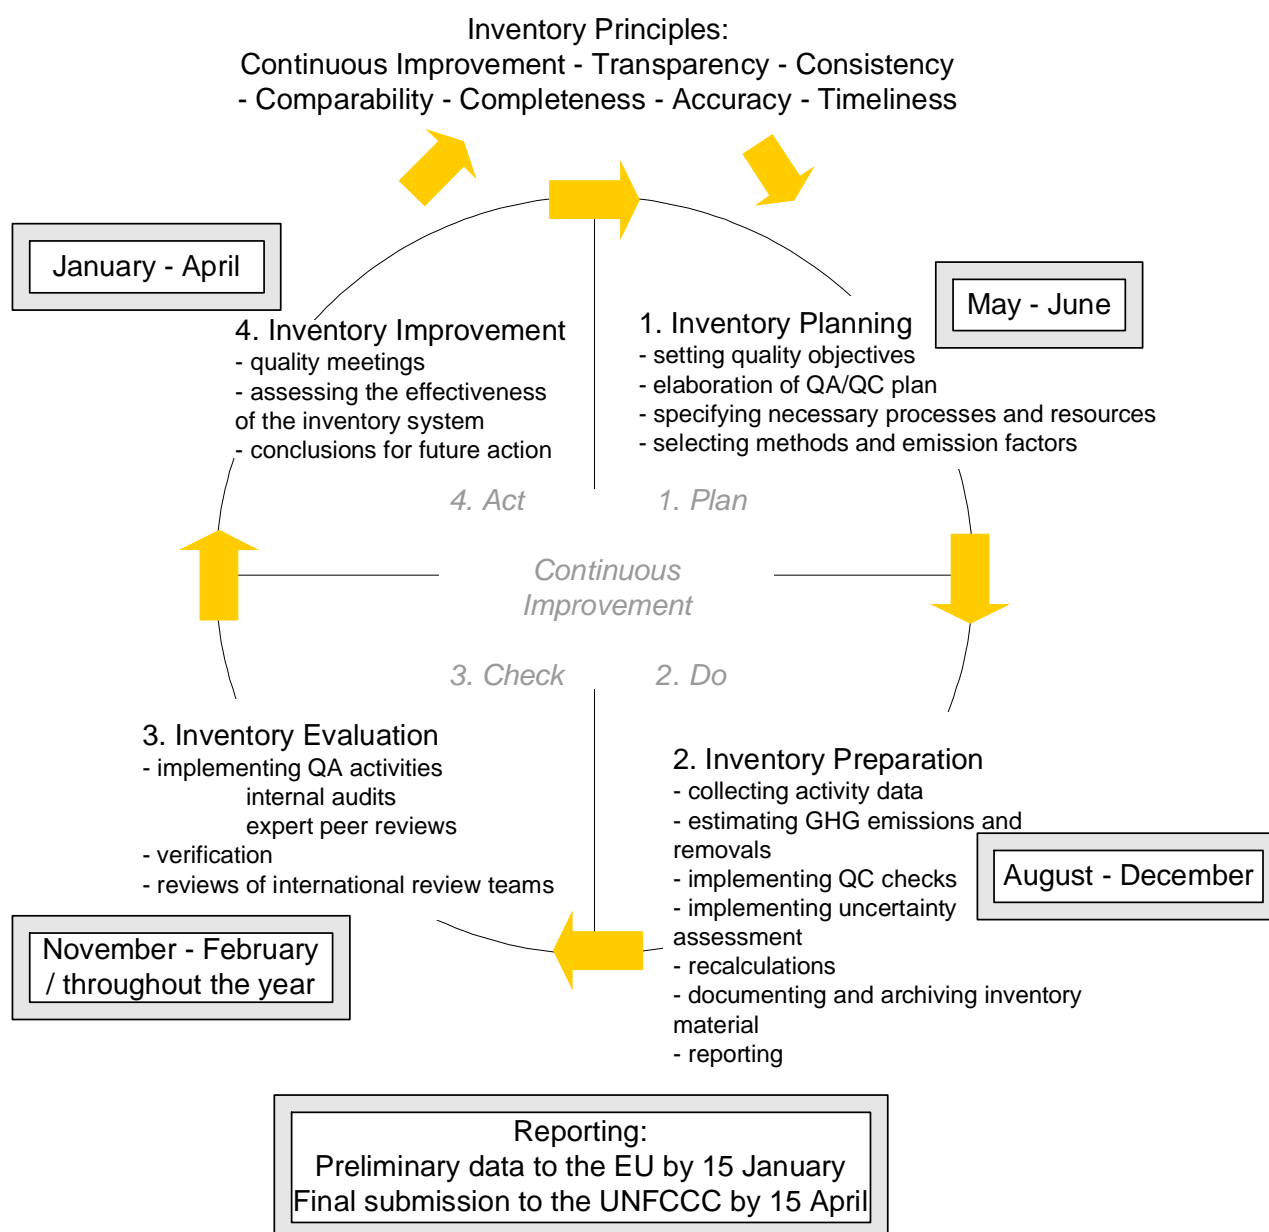 Inventory Principles:
Continuous Improvement - Transparency - Consistency
- Comparability - Completeness - Accuracy - Timeliness
January - April
May - June
4. Inventory Improvement
- quality meetings
- assessing the effectiveness
of the inventory system
- conclusions for future action
1. Inventory Planning
- setting quality objectives
- elaboration of QA/QC plan
- specifying necessary processes and resources
- selecting methods and emission factors
4. Act
1. Plan
Continuous
Improvement
3. Check
2. Do
3. Inventory Evaluation
- implementing QA activities
internal audits
expert peer reviews
- verification
- reviews of international review teams
November - February
/ throughout the year
2. Inventory Preparation
- collecting activity data
- estimating GHG emissions and
removals
- implementing QC checks
- implementing uncertainty
assessment
- recalculations
- documenting and archiving inventory
material
- reporting
August - December
Reporting:
Preliminary data to the EU by 15 January
Final submission to the UNFCCC by 15 April